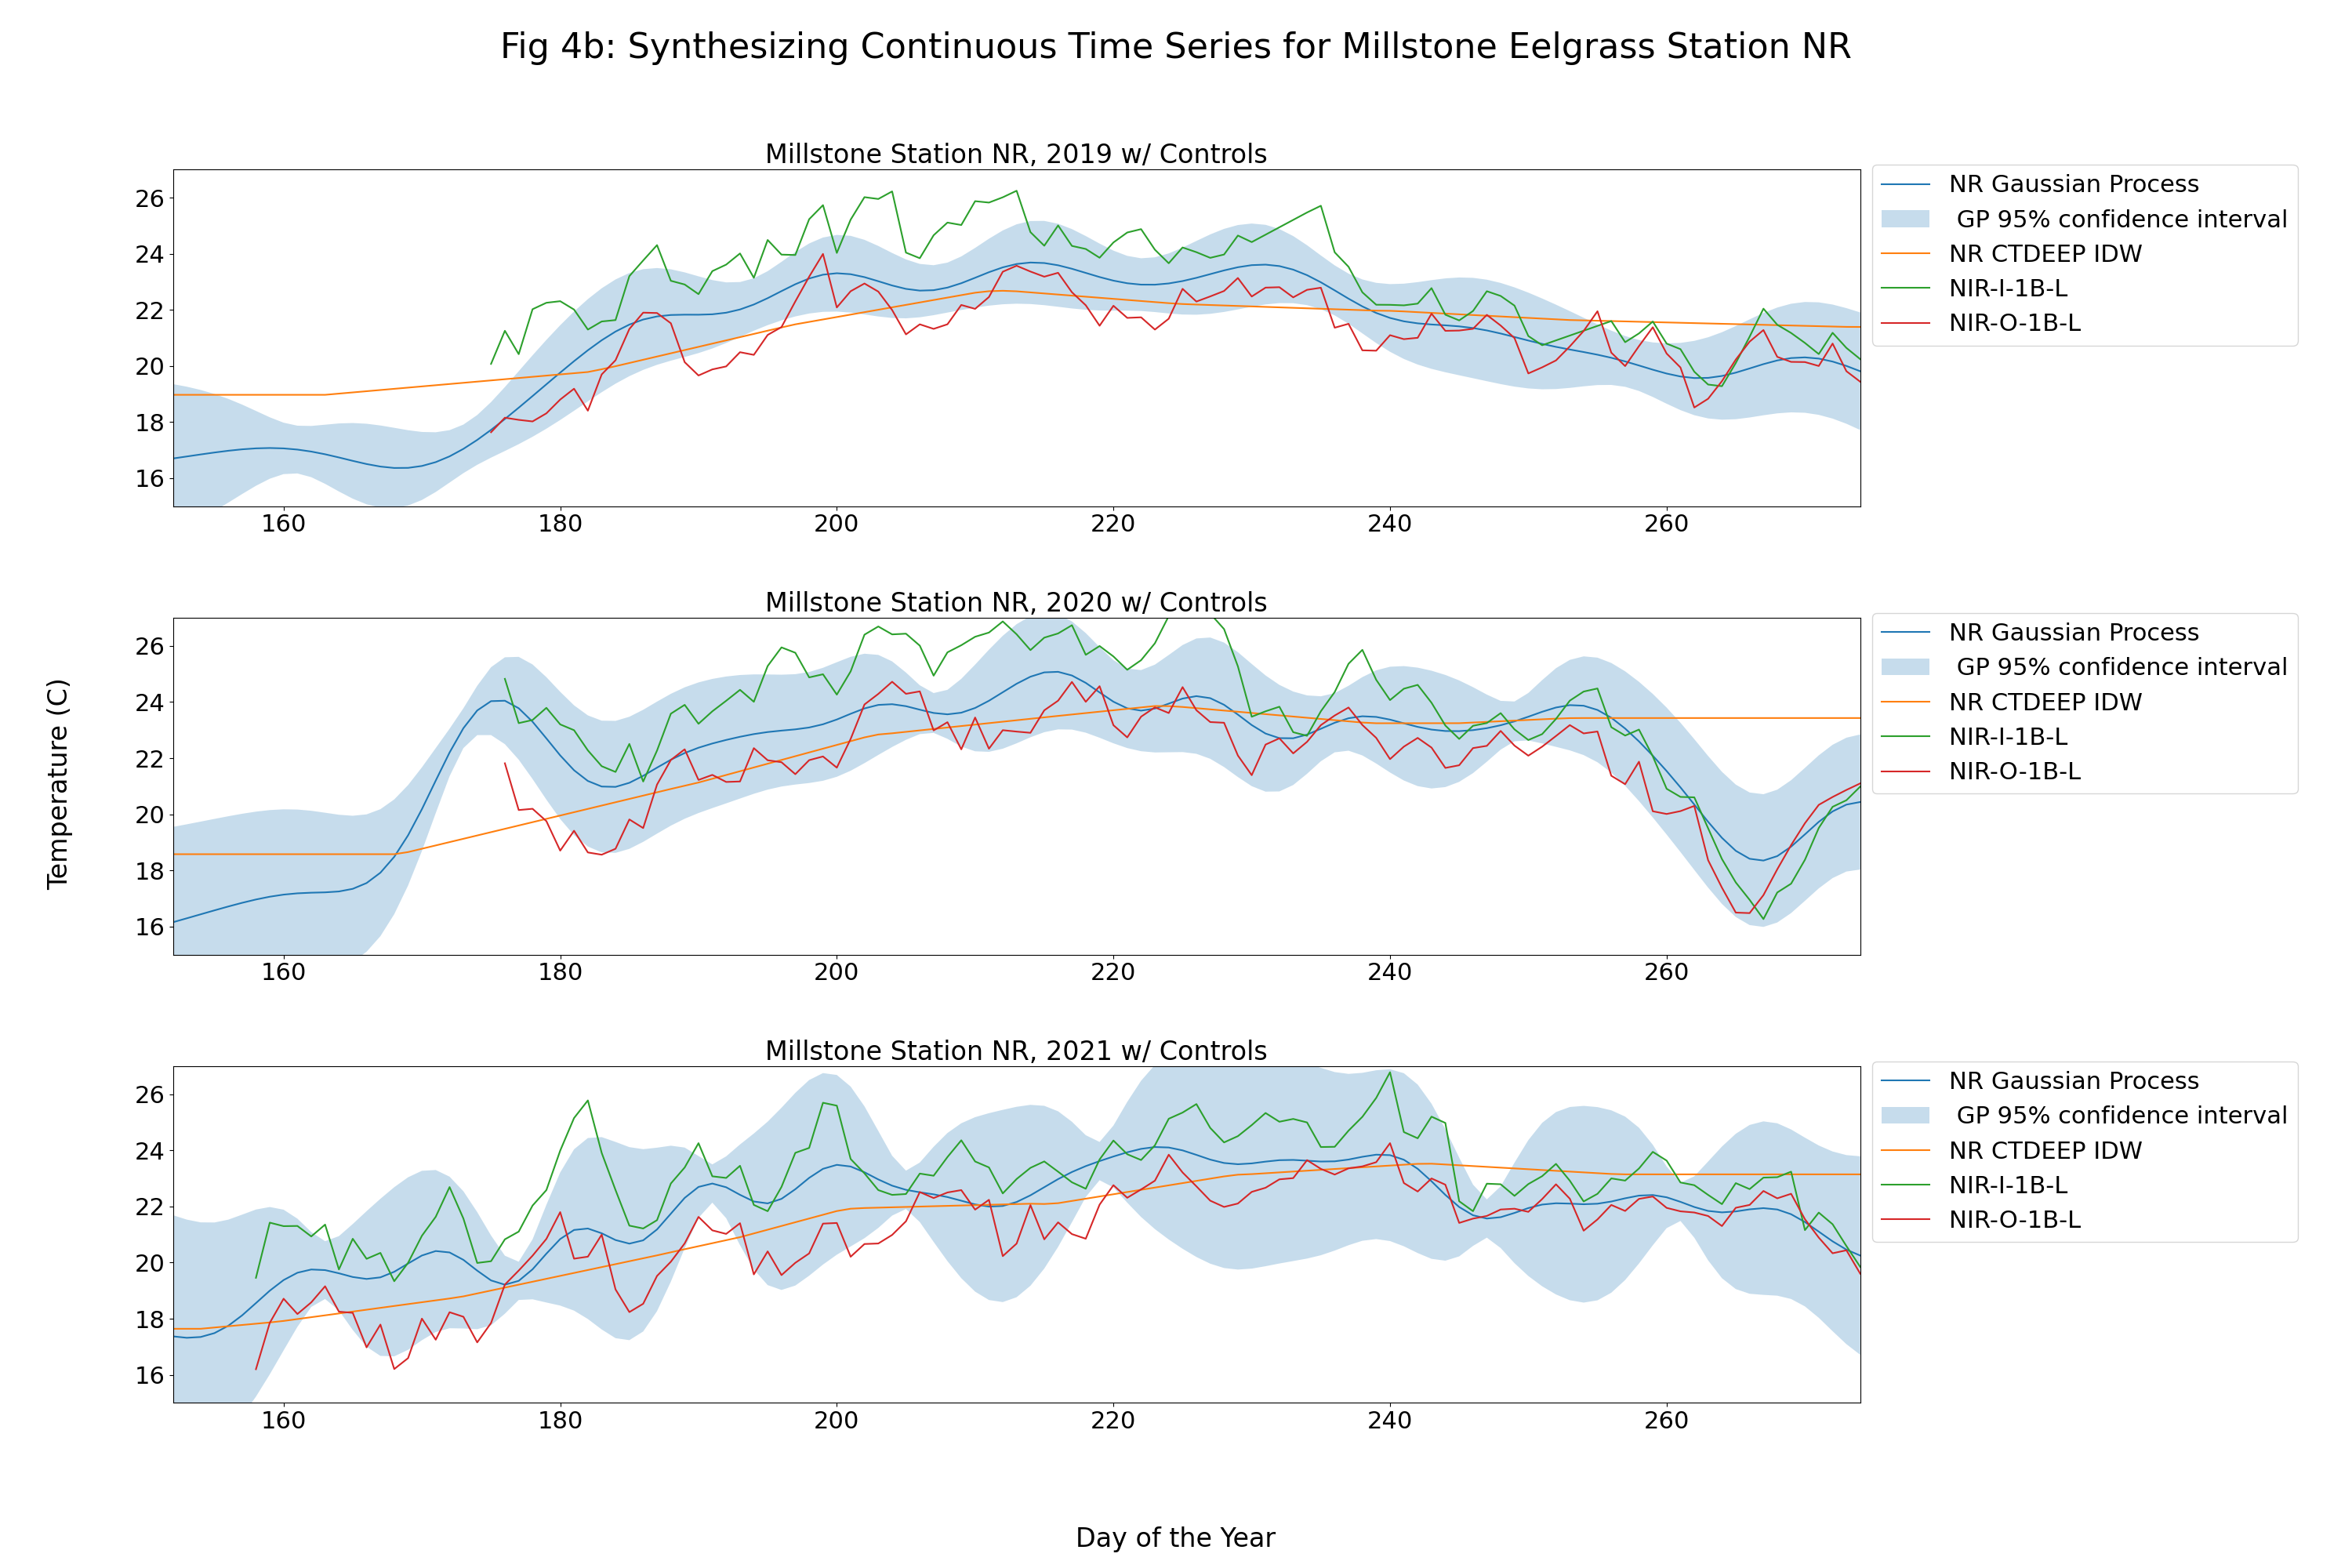 Fig 4b: Synthesizing Continuous Time Series for Millstone Eelgrass Station NR
Temperature (C)
Millstone Station NR, 2019 w/ Controls
26
24
22
20
18
16
160 180 200 220 240 260
NR Gaussian Process
GP 95% confidence interval
NR CTDEEP IDW
NIR-I-1B-L
NIR-O-1B-L
Millstone Station NR, 2020 w/ Controls
26
24
22
20
18
16
160 180 200 220 240 260
NR Gaussian Process
GP 95% confidence interval
NR CTDEEP IDW
NIR-I-1B-L
NIR-O-1B-L
Millstone Station NR, 2021 w/ Controls
26
24
22
20
18
16
160 180 200 220 240 260
NR Gaussian Process
GP 95% confidence interval
NR CTDEEP IDW
NIR-I-1B-L
NIR-O-1B-L
Day of the Year